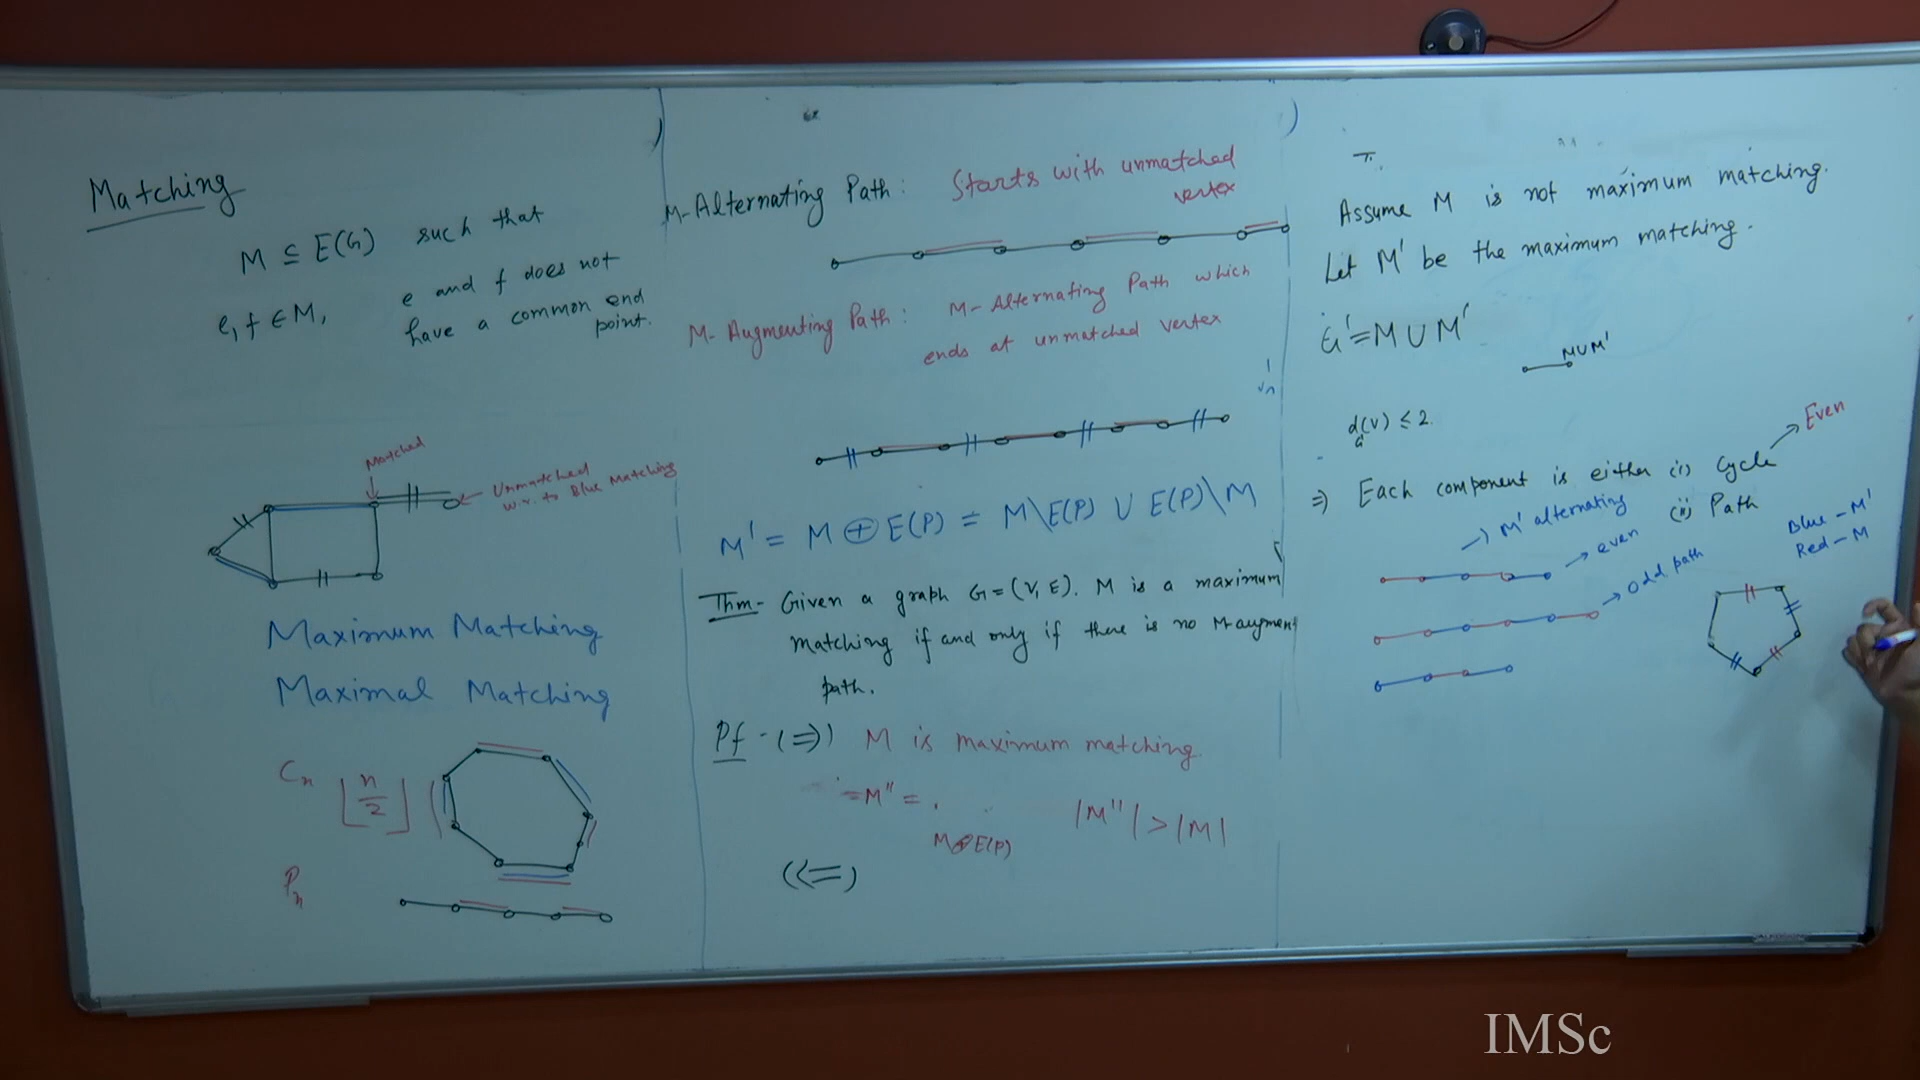 Matching
M ⊆ E(G) such that
e, f ∈ M, e and f does not
have a common end
point.
Matched
Unmatched
w.r. to Blue Matching
Maximum Matching
Maximal Matching
Cn ⌊n/2⌋
Pn
M-Alternating Path: Starts with unmatched
vertex
M-Augmenting Path: M-Alternating Path which
ends at unmatched vertex
M' = M ⊕ E(P) = M\E(P) ∪ E(P)\M
Thm- Given a graph G=(V, E). M is a maximum
matching if and only if there is no M-augment
path.
Pf - (⇒) M is maximum matching
=M'' = .
M⊕E(P) |M''| > |M|
(⇐)
Assume M is not maximum matching.
Let M' be the maximum matching.
G'=M∪M'
M∪M'
d(v) ≤ 2.
G
Even
⇒ Each component is either (i) Cycle
(ii) Path
→ M' alternating
→ even
→ odd path
Blue - M'
Red - M
IMSc